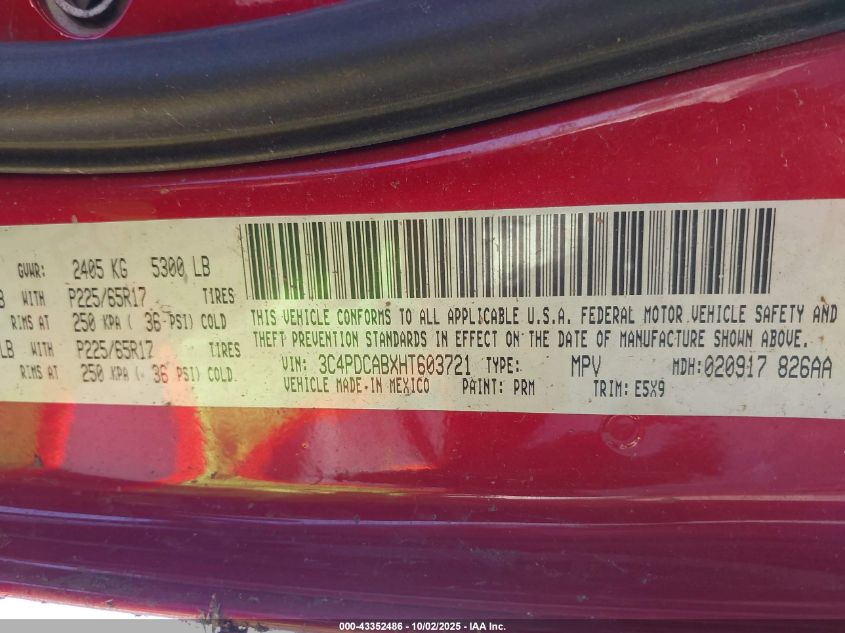 GVWR: 2405 KG 5300 LB
B WITH P225/65R17 TIRES
RIMS AT 250 KPA ( 36 PSI) COLD
LB WITH P225/65R17 TIRES
RIMS AT 250 KPA ( 36 PSI) COLD
THIS VEHICLE CONFORMS TO ALL APPLICABLE U.S.A. FEDERAL MOTOR VEHICLE SAFETY AND
THEFT PREVENTION STANDARDS IN EFFECT ON THE DATE OF MANUFACTURE SHOWN ABOVE.
VIN: 3C4PDCABXHT603721 TYPE: MPV MDH:020917 826AA
VEHICLE MADE IN MEXICO PAINT: PRM TRIM: E5X9
000-43352486 - 10/02/2025 - IAA Inc.